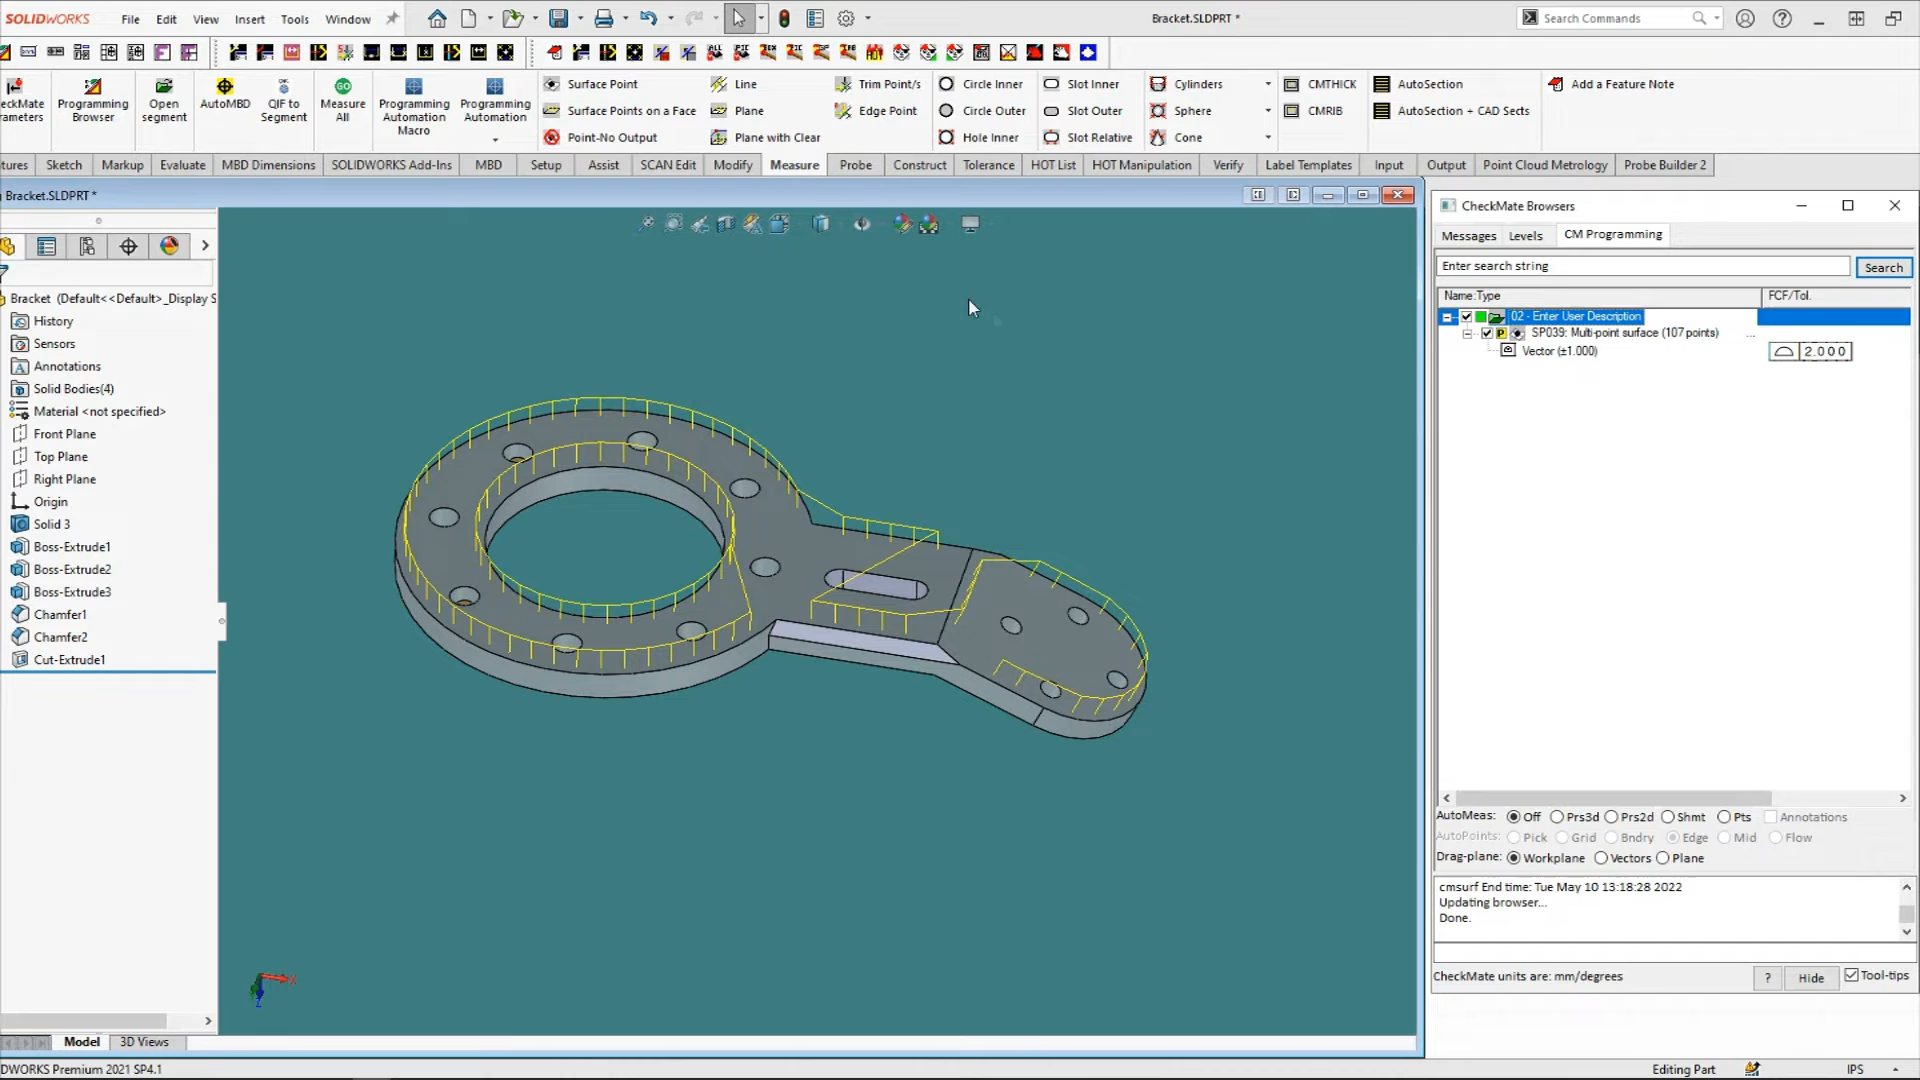 SOLIDWORKS File Edit View Insert Tools Window
Bracket.SLDPRT *
Search Commands
eckMate
rameters
Programming
Browser
Open
segment
AutoMBD
QIF to
Segment
GO
Measure
All
Programming
Automation
Macro
Programming
Automation
Surface Point
Surface Points on a Face
Point-No Output
Line
Plane
Plane with Clear
Trim Point/s
Edge Point
Circle Inner
Circle Outer
Hole Inner
Slot Inner
Slot Outer
Slot Relative
Cylinders
Sphere
Cone
CMTHICK
CMRIB
AutoSection
AutoSection + CAD Sects
Add a Feature Note
tures Sketch Markup Evaluate MBD Dimensions SOLIDWORKS Add-Ins MBD Setup Assist SCAN Edit Modify Measure Probe Construct Tolerance HOT List HOT Manipulation Verify Label Templates Input Output Point Cloud Metrology Probe Builder 2
Bracket.SLDPRT *
Bracket (Default<<Default>_Display S
History
Sensors
Annotations
Solid Bodies(4)
Material <not specified>
Front Plane
Top Plane
Right Plane
Origin
Solid 3
Boss-Extrude1
Boss-Extrude2
Boss-Extrude3
Chamfer1
Chamfer2
Cut-Extrude1
X
Z
Model 3D Views
CheckMate Browsers
Messages Levels CM Programming
Enter search string Search
Name:Type FCF/Tol.
02 - Enter User Description
P SP039: Multi-point surface (107 points) ...
Vector (±1.000) 2.000
AutoMeas: Off Prs3d Prs2d Shmt Pts Annotations
AutoPoints: Pick Grid Bndry Edge Mid Flow
Drag-plane: Workplane Vectors Plane
cmsurf End time: Tue May 10 13:18:28 2022
Updating browser...
Done.
CheckMate units are: mm/degrees ? Hide Tool-tips
DWORKS Premium 2021 SP4.1 Editing Part IPS